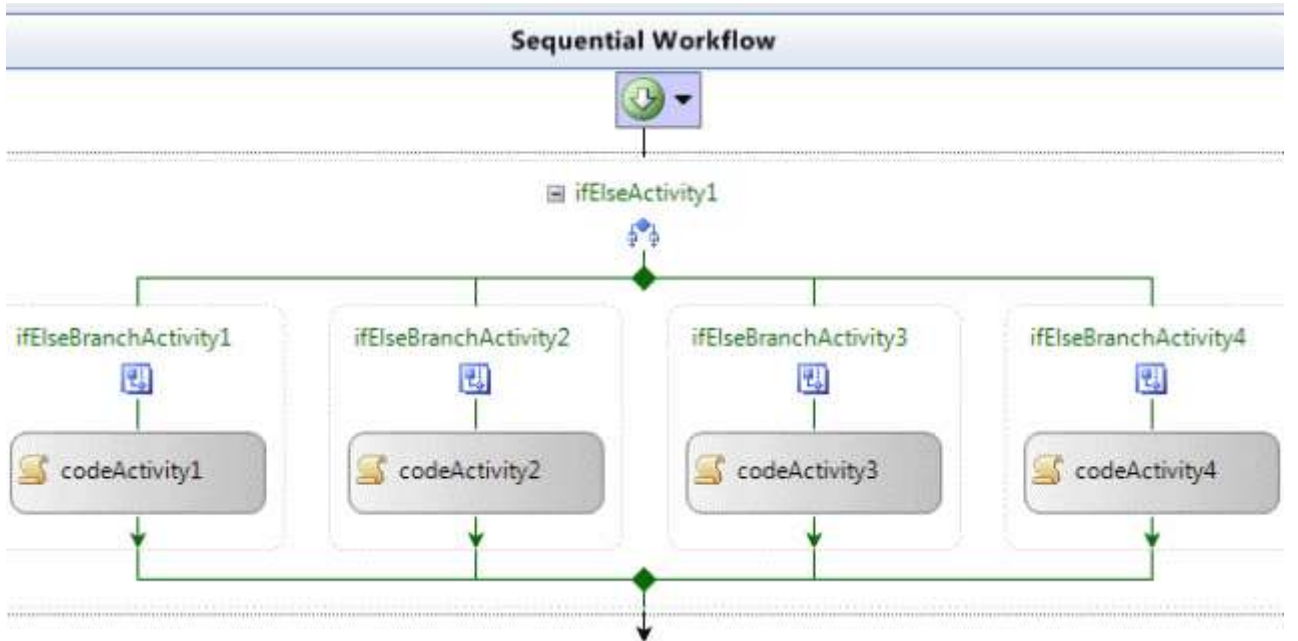 Sequential Workflow
ifElseActivity1
ifElseBranchActivity1 ifElseBranchActivity2 ifElseBranchActivity3 ifElseBranchActivity4
codeActivity1 codeActivity2 codeActivity3 codeActivity4